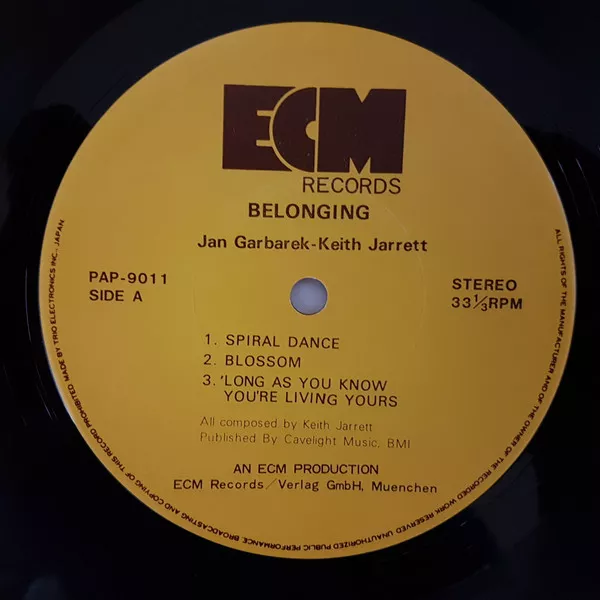 ECM
RECORDS
BELONGING
Jan Garbarek-Keith Jarrett
PAP-9011
SIDE A
STEREO
33⅓RPM
1. SPIRAL DANCE
2. BLOSSOM
3. 'LONG AS YOU KNOW
YOU'RE LIVING YOURS
All composed by Keith Jarrett
Published By Cavelight Music, BMI
AN ECM PRODUCTION
ECM Records/Verlag GmbH, Muenchen
ALL RIGHTS OF THE MANUFACTURER AND OF THE OWNER OF THE RECORDED WORK RESERVED UNAUTHORIZED PUBLIC PERFORMANCE BROADCASTING AND COPYING OF THIS RECORD PROHIBITED MADE BY TRIO ELECTRONICS INC., JAPAN